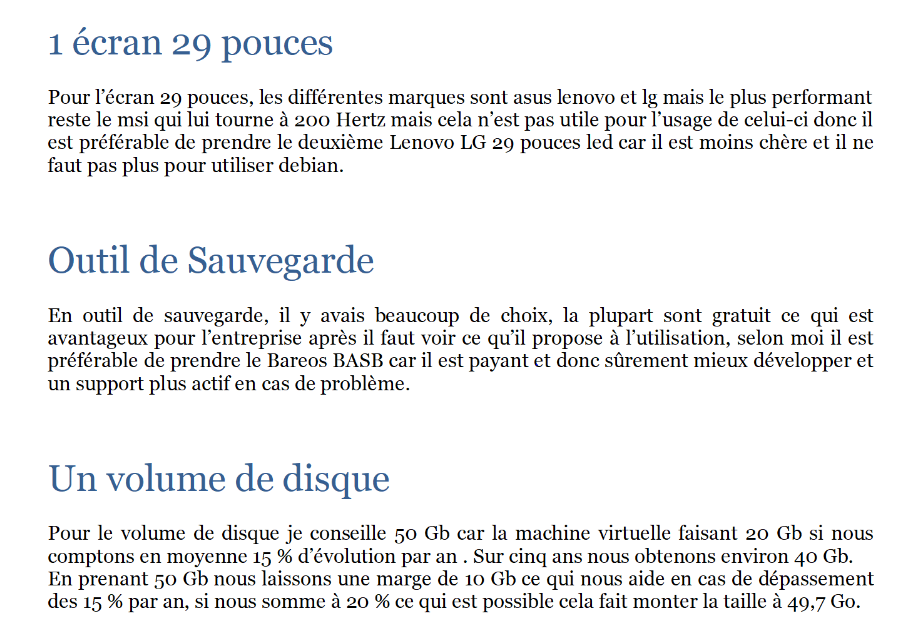 1 écran 29 pouces
Pour l’écran 29 pouces, les différentes marques sont asus lenovo et lg mais le plus performant
reste le msi qui lui tourne à 200 Hertz mais cela n’est pas utile pour l’usage de celui-ci donc il
est préférable de prendre le deuxième Lenovo LG 29 pouces led car il est moins chère et il ne
faut pas plus pour utiliser debian.
Outil de Sauvegarde
En outil de sauvegarde, il y avais beaucoup de choix, la plupart sont gratuit ce qui est
avantageux pour l’entreprise après il faut voir ce qu’il propose à l’utilisation, selon moi il est
préférable de prendre le Bareos BASB car il est payant et donc sûrement mieux développer et
un support plus actif en cas de problème.
Un volume de disque
Pour le volume de disque je conseille 50 Gb car la machine virtuelle faisant 20 Gb si nous
comptons en moyenne 15 % d’évolution par an . Sur cinq ans nous obtenons environ 40 Gb.
En prenant 50 Gb nous laissons une marge de 10 Gb ce qui nous aide en cas de dépassement
des 15 % par an, si nous somme à 20 % ce qui est possible cela fait monter la taille à 49,7 Go.